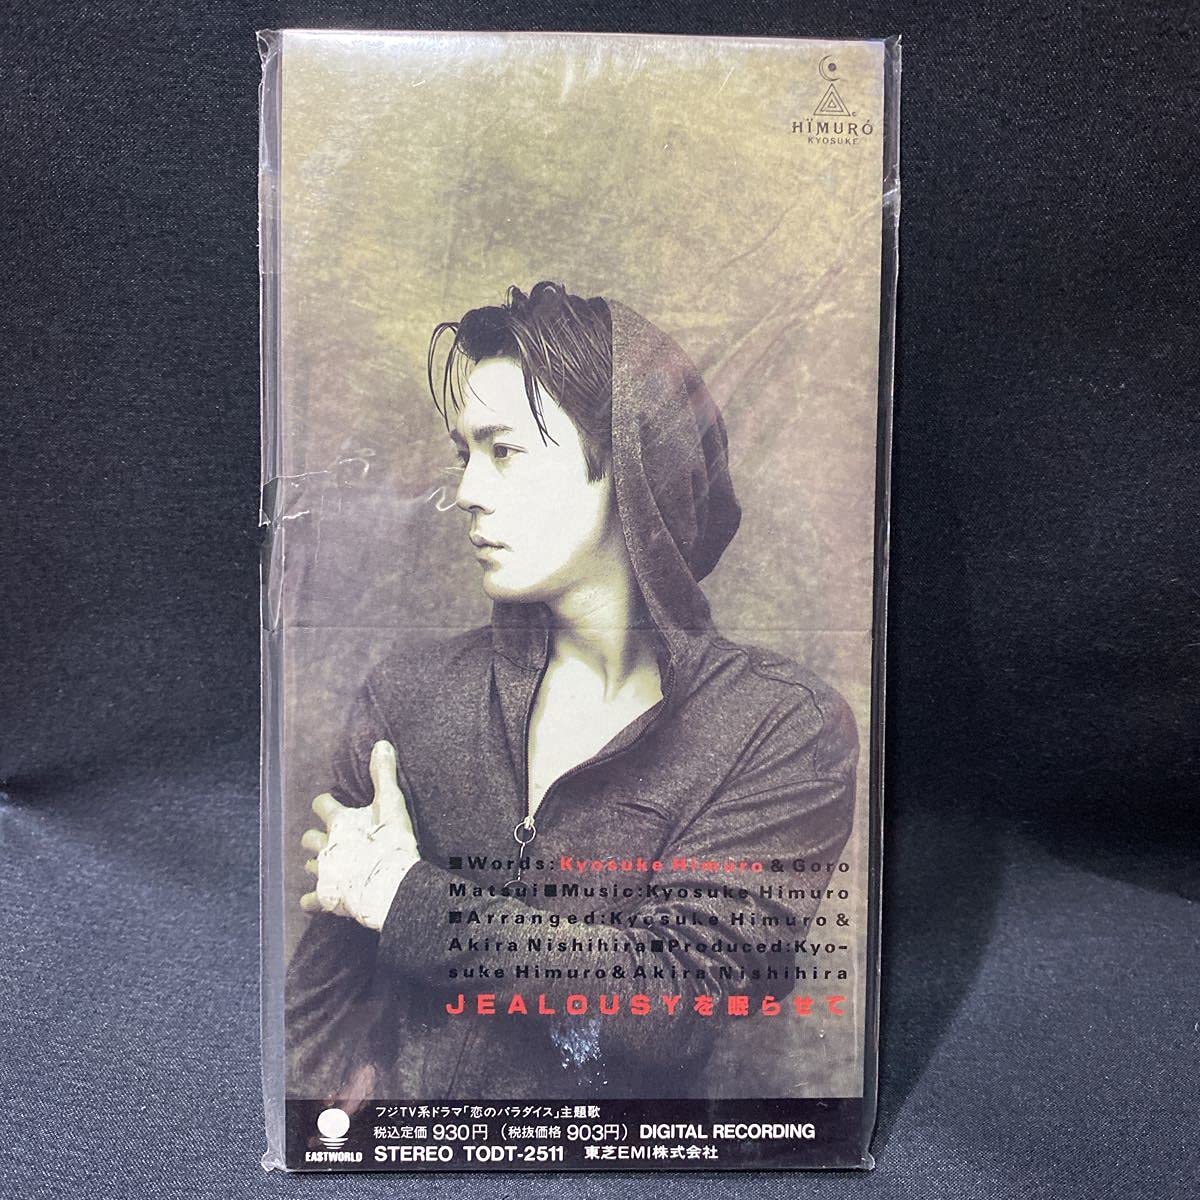 HÏMURÓ
KYOSUKE
■Words:Kyosuke Himuro & Goro
Matsui■Music:Kyosuke Himuro
■Arranged:Kyosuke Himuro &
Akira Nishihira■Produced:Kyo-
suke Himuro & Akira Nishihira
JEALOUSYを眠らせて
フジTV系ドラマ「恋のパラダイス」主題歌
税込定価 930円 (税抜価格 903円) DIGITAL RECORDING
EASTWORLD STEREO TODT-2511 東芝EMI株式会社